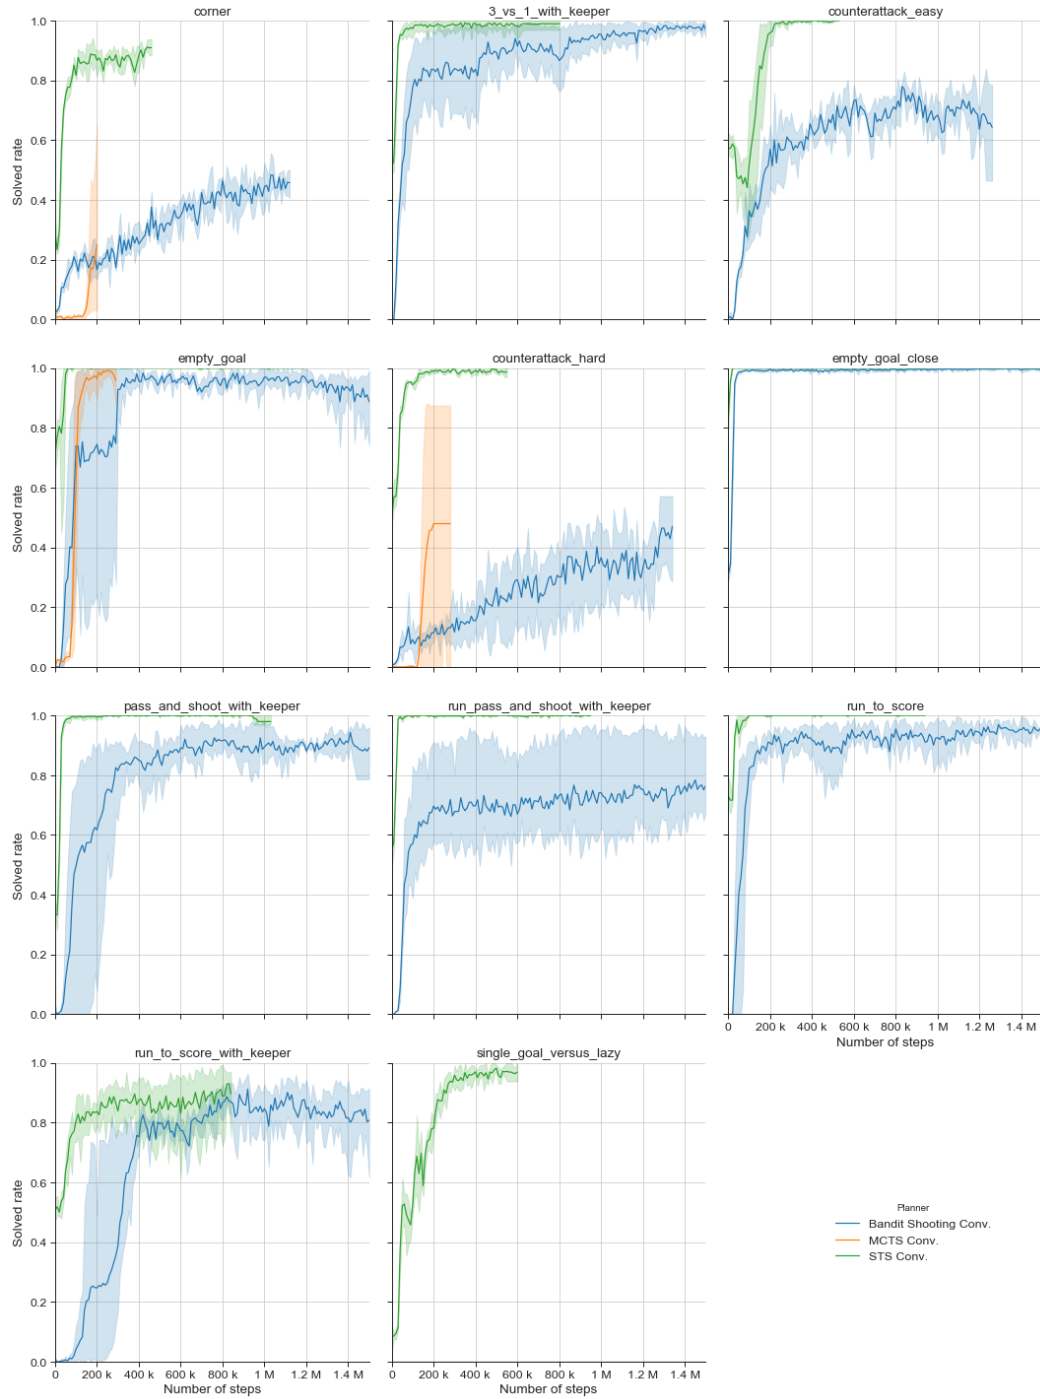 corner
3_vs_1_with_keeper
counterattack_easy
1.0
0.8
0.6
0.4
0.2
0.0
Solved rate
empty_goal
counterattack_hard
empty_goal_close
1.0
0.8
0.6
0.4
0.2
0.0
Solved rate
pass_and_shoot_with_keeper
run_pass_and_shoot_with_keeper
run_to_score
1.0
0.8
0.6
0.4
0.2
0.0
Solved rate
0 200 k 400 k 600 k 800 k 1 M 1.2 M 1.4 M
Number of steps
run_to_score_with_keeper
single_goal_versus_lazy
1.0
0.8
0.6
0.4
0.2
0.0
Solved rate
0 200 k 400 k 600 k 800 k 1 M 1.2 M 1.4 M
Number of steps
0 200 k 400 k 600 k 800 k 1 M 1.2 M 1.4 M
Number of steps
Planner
Bandit Shooting Conv.
MCTS Conv.
STS Conv.